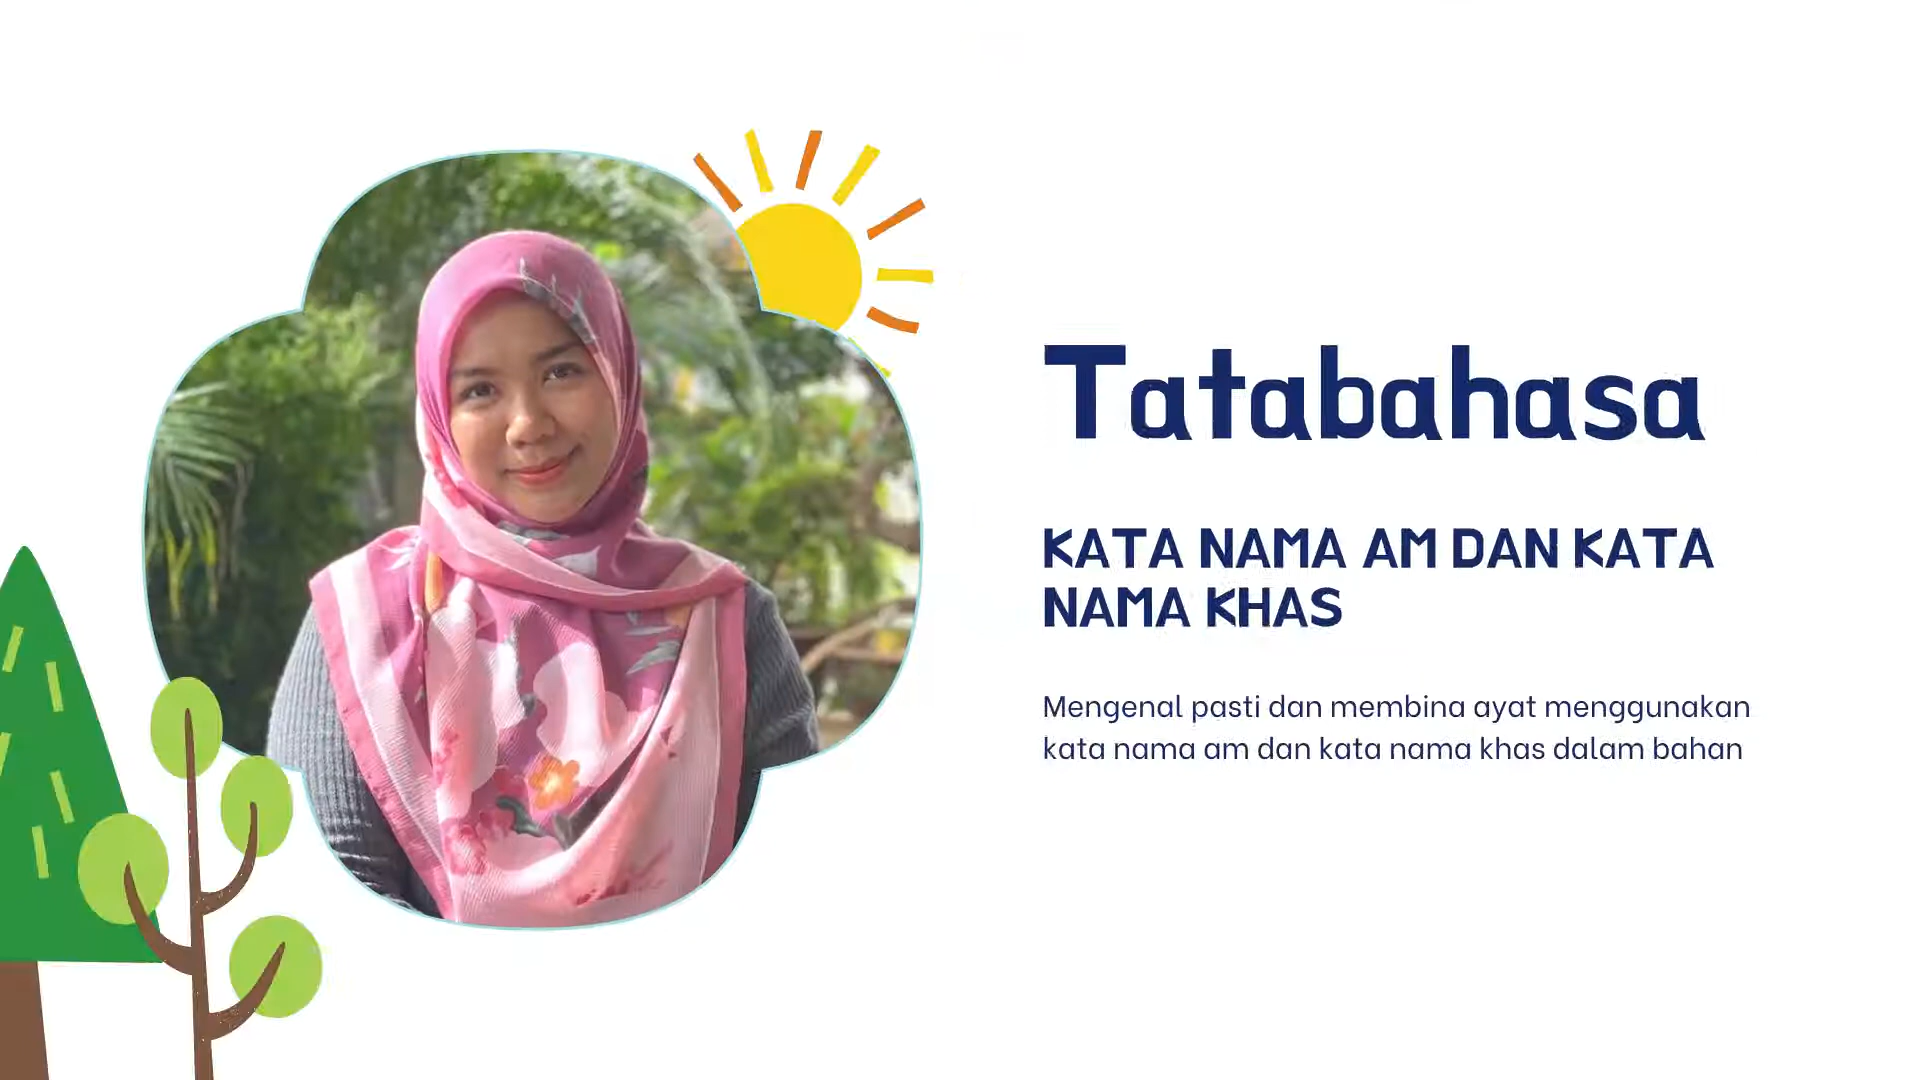 Tatabahasa
KATA NAMA AM DAN KATA
NAMA KHAS
Mengenal pasti dan membina ayat menggunakan
kata nama am dan kata nama khas dalam bahan